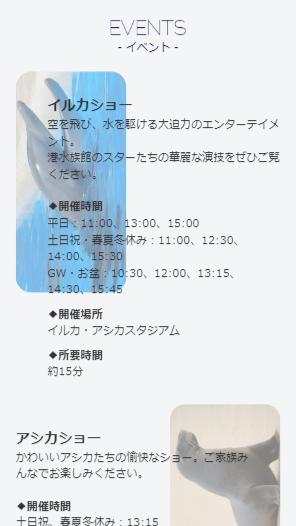 EVENTS
- イベント -
イルカショー
空を飛び、水を駆ける大迫力のエンターテイメ
ント。
港水族館のスターたちの華麗な演技をぜひご覧
ください。
◆開催時間
平日：11:00、13:00、15:00
土日祝・春夏冬休み：11:00、12:30、
14:00、15:30
GW・お盆：10:30、12:00、13:15、
14:30、15:45
◆開催場所
イルカ・アシカスタジアム
◆所要時間
約15分
アシカショー
かわいいアシカたちの愉快なショー。ご家族み
んなでお楽しみください。
◆開催時間
土日祝、春夏冬休み：13:15